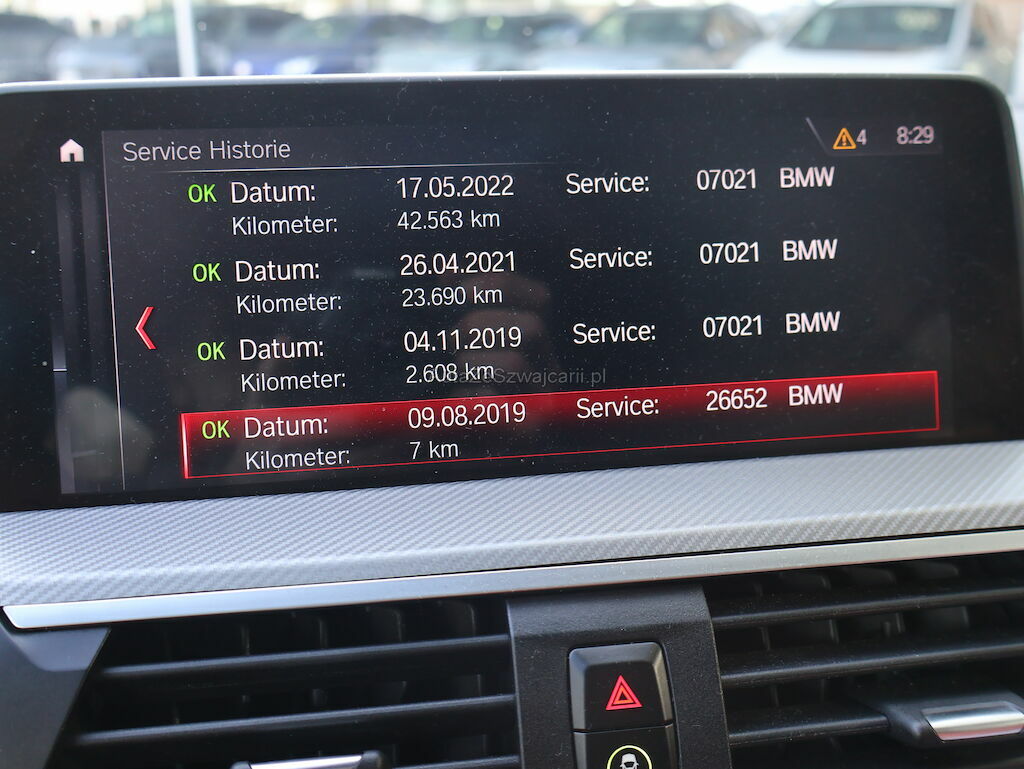 Service Historie
4 8:29
OK Datum: 17.05.2022 Service: 07021 BMW
Kilometer: 42.563 km
OK Datum: 26.04.2021 Service: 07021 BMW
Kilometer: 23.690 km
OK Datum: 04.11.2019 Service: 07021 BMW
Kilometer: 2.608 km
OK Datum: 09.08.2019 Service: 26652 BMW
Kilometer: 7 km